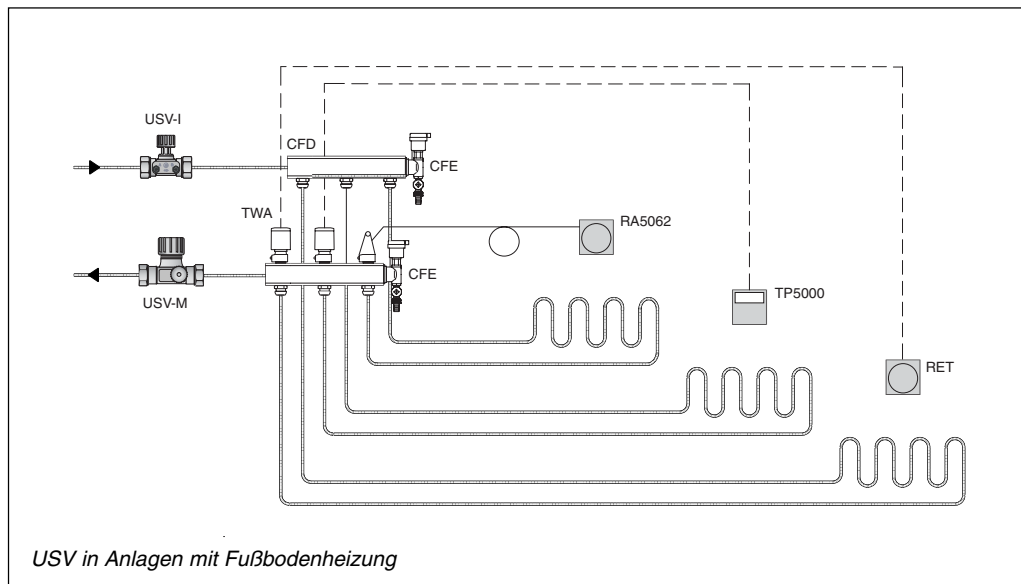 USV-I
CFD
CFE
TWA
RA5062
CFE
USV-M
TP5000
RET
USV in Anlagen mit Fußbodenheizung